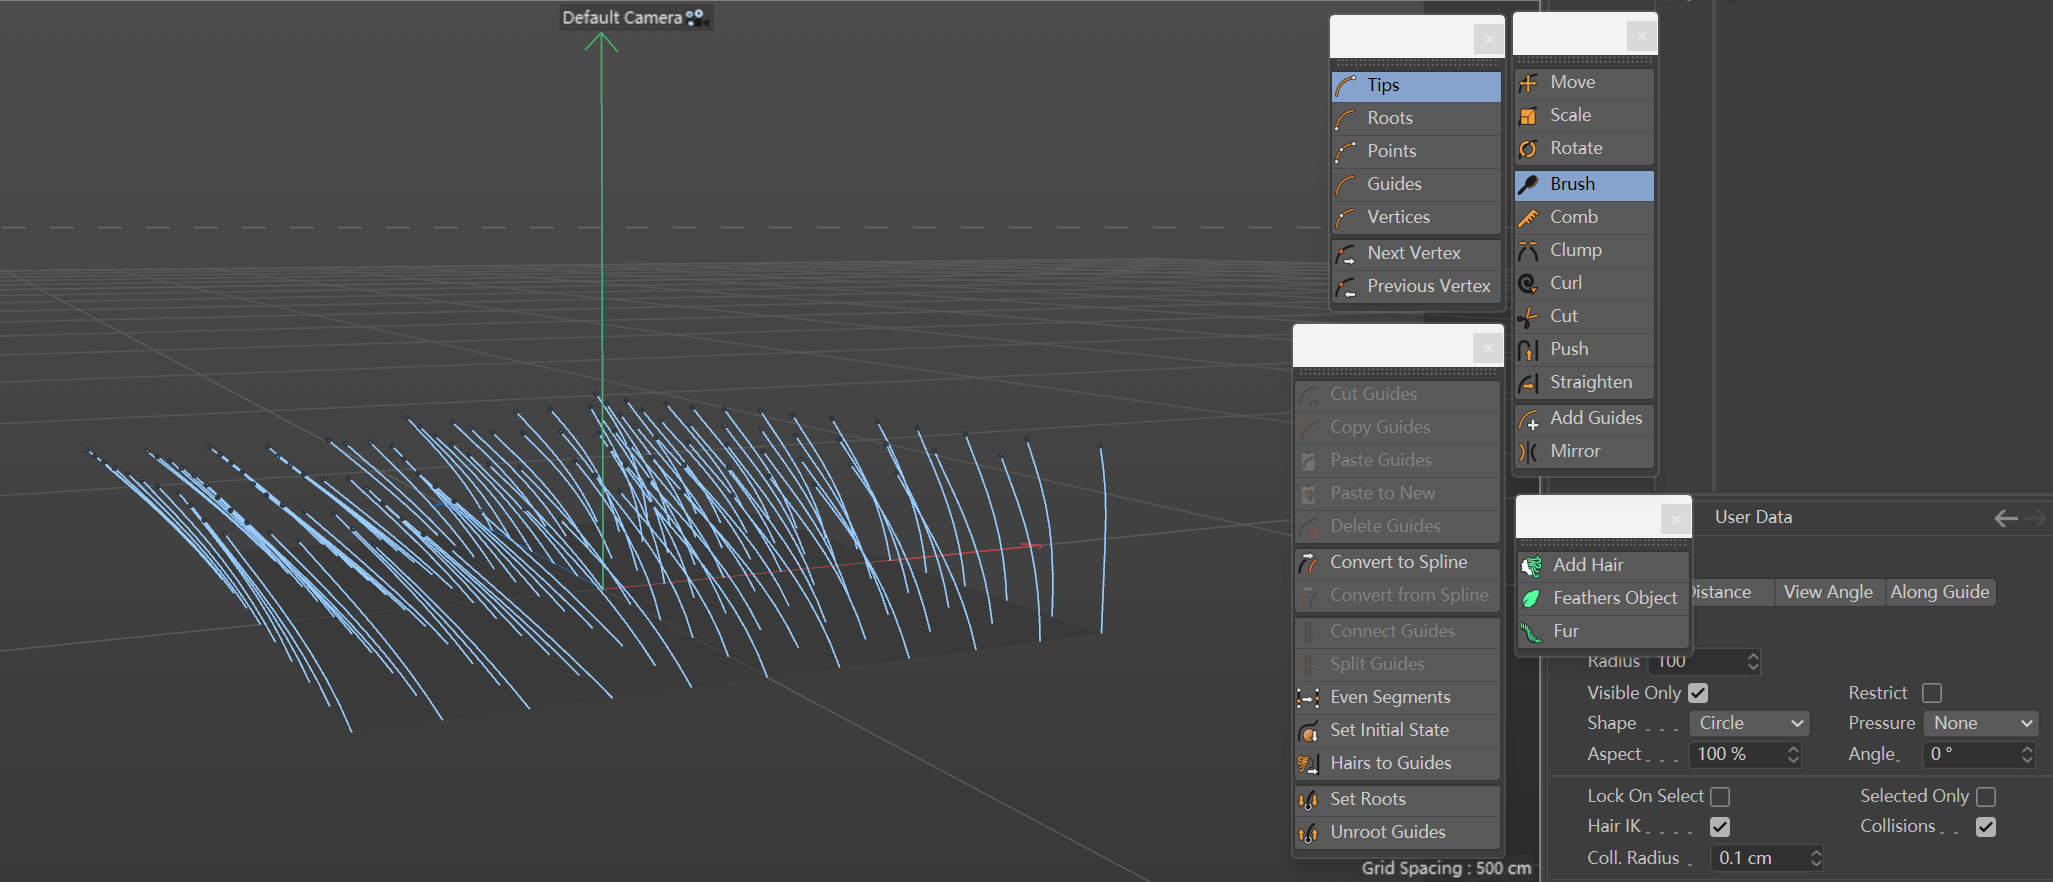 Default Camera
Tips
Roots
Points
Guides
Vertices
Next Vertex
Previous Vertex
Move
Scale
Rotate
Brush
Comb
Clump
Curl
Cut
Push
Straighten
Add Guides
Mirror
Cut Guides
Copy Guides
Paste Guides
Paste to New
Delete Guides
Convert to Spline
Convert from Spline
Connect Guides
Split Guides
Even Segments
Set Initial State
Hairs to Guides
Set Roots
Unroot Guides
Grid Spacing : 500 cm
Add Hair
Feathers Object
Fur
User Data
istance View Angle Along Guide
Radius 100
Visible Only Restrict
Shape Circle Pressure None
Aspect 100 % Angle 0 °
Lock On Select Selected Only
Hair IK Collisions
Coll. Radius 0.1 cm